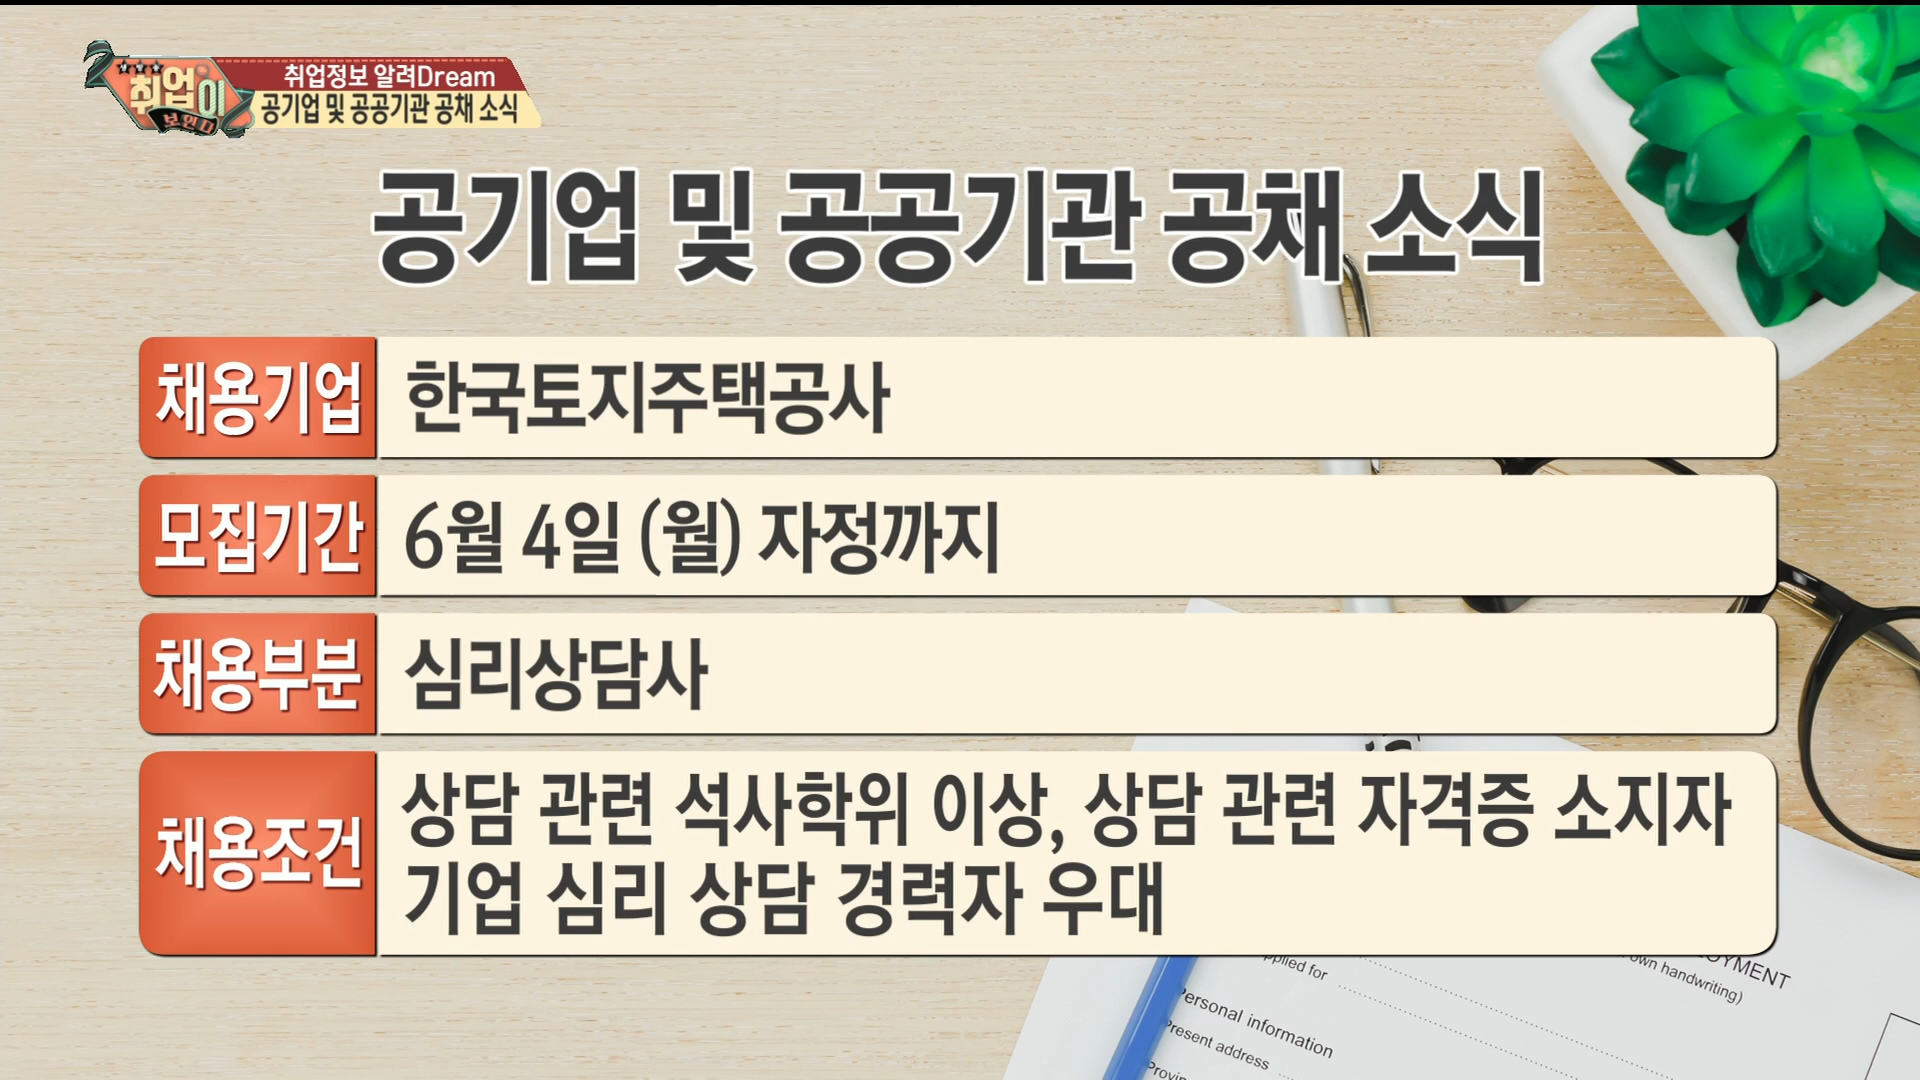 취업이
보인다
취업정보 알려Dream
공기업 및 공공기관 공채 소식
공기업 및 공공기관 공채 소식
채용기업
한국토지주택공사
모집기간
6월 4일 (월) 자정까지
채용부분
심리상담사
채용조건
상담 관련 석사학위 이상, 상담 관련 자격증 소지자
기업 심리 상담 경력자 우대
own handwriting)
for
Personal information
Present address